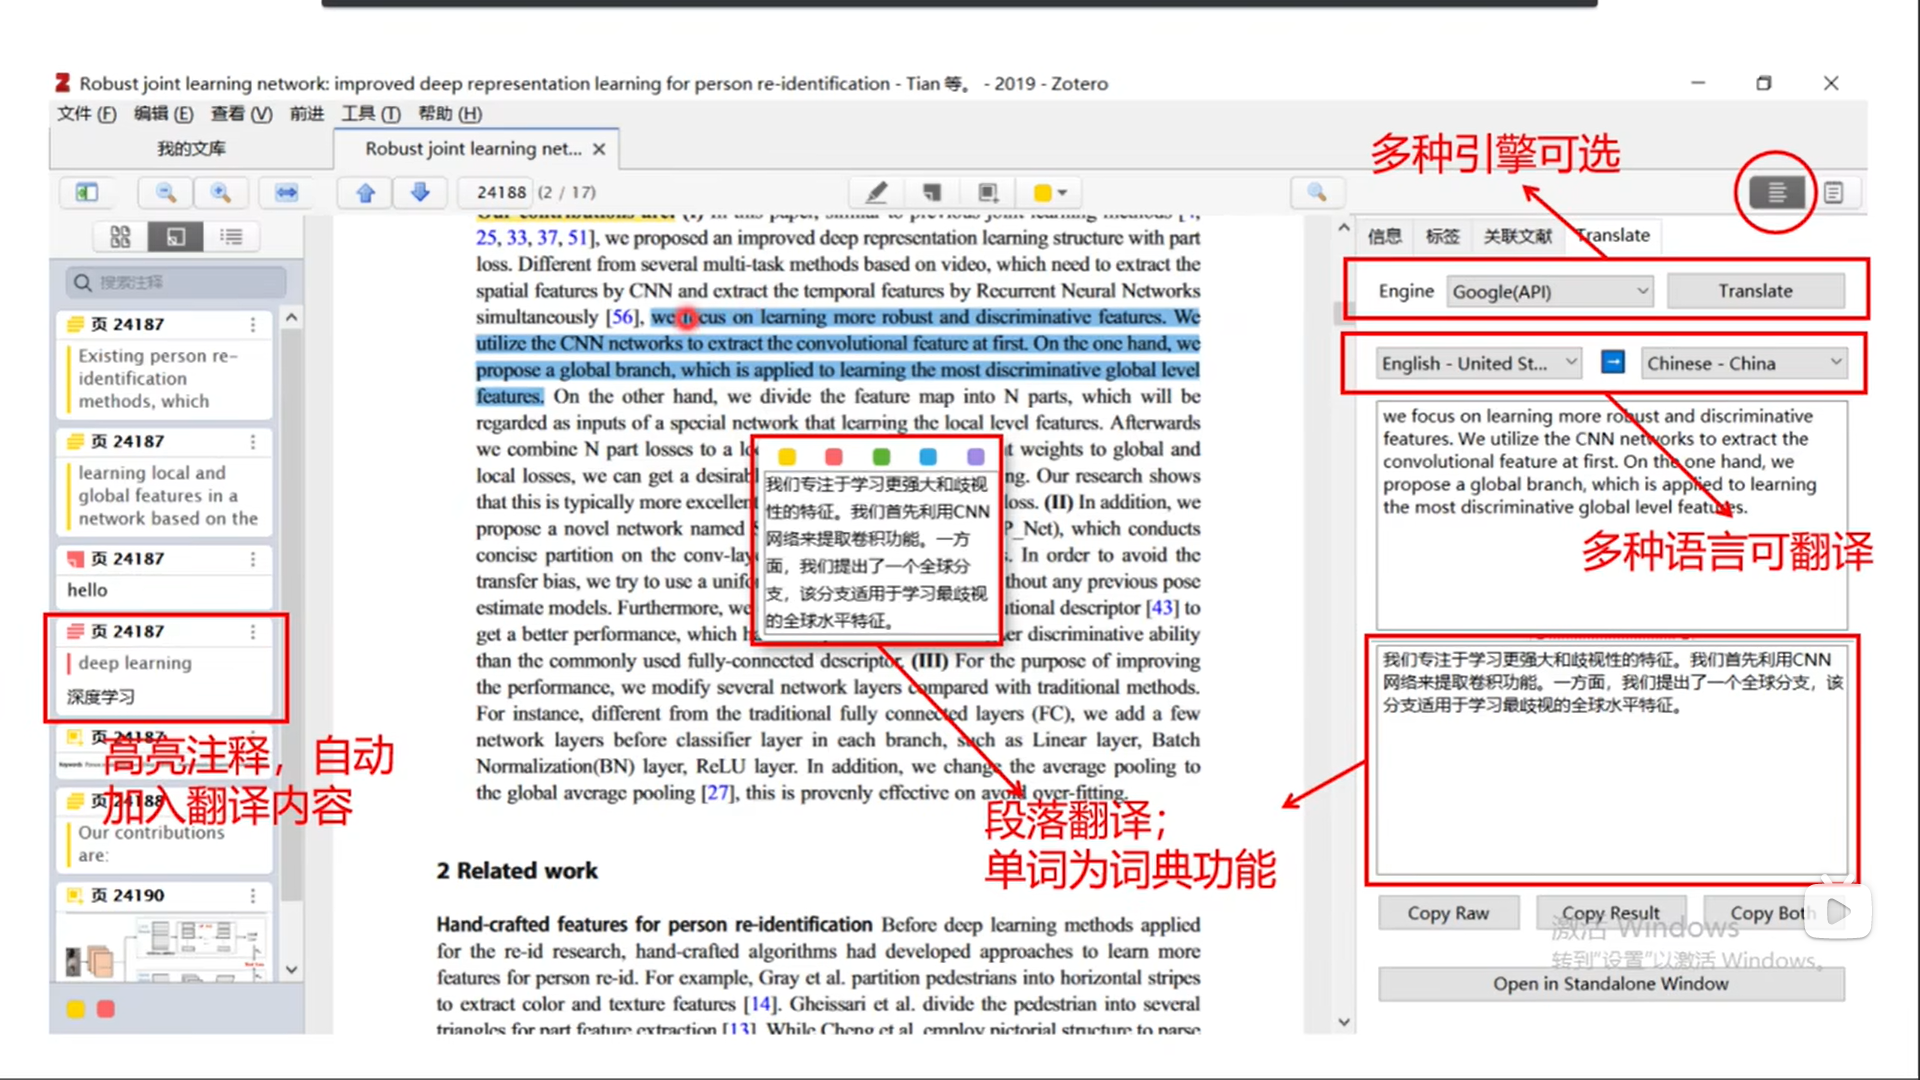 Robust joint learning network: improved deep representation learning for person re-identification - Tian 等。 - 2019 - Zotero
文件 (F) 编辑 (E) 查看 (V) 前进 工具 (T) 帮助 (H)
我的文库
Robust joint learning net...
24188 (2 / 17)
多种引擎可选
搜索注释
页 24187
Existing person re-
identification
methods, which
页 24187
learning local and
global features in a
network based on the
页 24187
hello
页 24187
deep learning
深度学习
页 24187
高亮注释，自动
加入翻译内容
页 24188
Our contributions
are:
页 24190
Our contributions are: (I) In this paper, similar to previous joint learning methods [
25, 33, 37, 51], we proposed an improved deep representation learning structure with part
loss. Different from several multi-task methods based on video, which need to extract the
spatial features by CNN and extract the temporal features by Recurrent Neural Networks
simultaneously [56], we focus on learning more robust and discriminative features. We
utilize the CNN networks to extract the convolutional feature at first. On the one hand, we
propose a global branch, which is applied to learning the most discriminative global level
features. On the other hand, we divide the feature map into N parts, which will be
regarded as inputs of a special network that learning the local level features. Afterwards
we combine N part losses to a lo t weights to global and
local losses, we can get a desirab ng. Our research shows
that this is typically more excellen loss. (II) In addition, we
propose a novel network named S P_Net), which conducts
concise partition on the conv-lay s. In order to avoid the
transfer bias, we try to use a unifo thout any previous pose
estimate models. Furthermore, we tional descriptor [43] to
get a better performance, which ha er discriminative ability
than the commonly used fully-connected descriptor. (III) For the purpose of improving
the performance, we modify several network layers compared with traditional methods.
For instance, different from the traditional fully connected layers (FC), we add a few
network layers before classifier layer in each branch, such as Linear layer, Batch
Normalization(BN) layer, ReLU layer. In addition, we change the average pooling to
the global average pooling [27], this is provenly effective on avoid over-fitting.
我们专注于学习更强大和歧视
性的特征。我们首先利用CNN
网络来提取卷积功能。一方
面，我们提出了一个全球分
支，该分支适用于学习最歧视
的全球水平特征。
段落翻译；
单词为词典功能
2 Related work
Hand-crafted features for person re-identification Before deep learning methods applied
for the re-id research, hand-crafted algorithms had developed approaches to learn more
features for person re-id. For example, Gray et al. partition pedestrians into horizontal stripes
to extract color and texture features [14]. Gheissari et al. divide the pedestrian into several
triangles for part feature extraction [13]. While Cheng et al. employ pictorial structure to parse
信息 标签 关联文献 Translate
Engine Google(API) Translate
English - United St... Chinese - China
we focus on learning more robust and discriminative
features. We utilize the CNN networks to extract the
convolutional feature at first. On the one hand, we
propose a global branch, which is applied to learning
the most discriminative global level features.
多种语言可翻译
我们专注于学习更强大和歧视性的特征。我们首先利用CNN
网络来提取卷积功能。一方面，我们提出了一个全球分支，该
分支适用于学习最歧视的全球水平特征。
Copy Raw Copy Result Copy Both
激活 Windows
转到"设置"以激活 Windows。
Open in Standalone Window